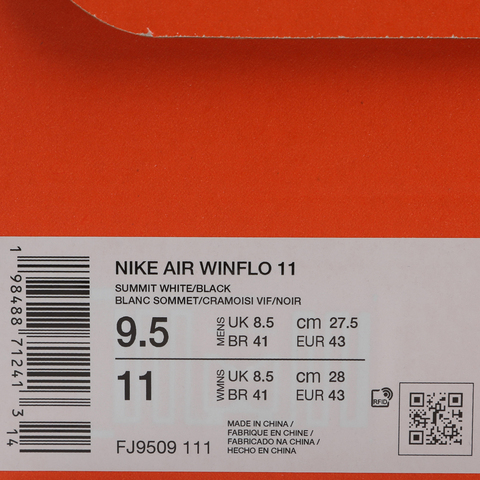 NIKE AIR WINFLO 11
SUMMIT WHITE/BLACK
BLANC SOMMET/CRAMOISI VIF/NOIR
9.5 MENS UK 8.5 cm 27.5
BR 41 EUR 43
11 WMNS UK 8.5 cm 28
BR 41 EUR 43
RFID
FJ9509 111
MADE IN CHINA /
FABRIQUE EN CHINE /
FABRICADO NA CHINA /
HECHO EN CHINA
1 98488 71241 3 14